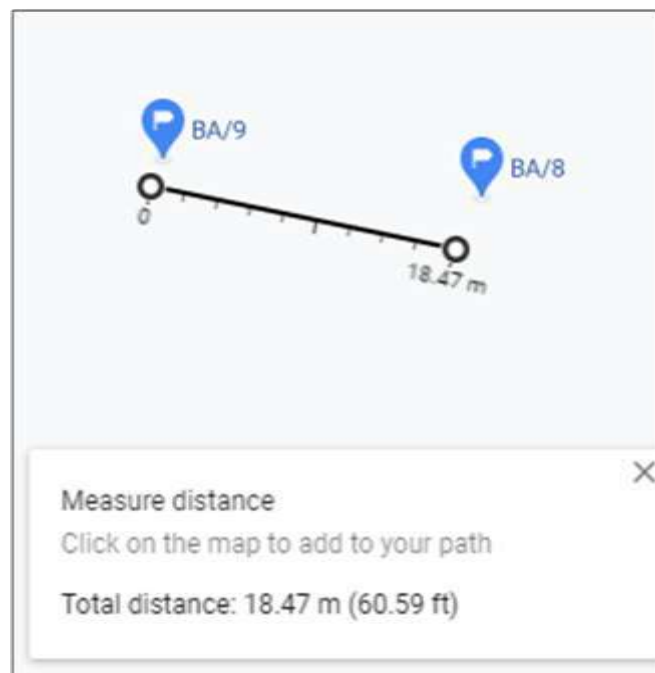 BA/9
BA/8
0
18.47 m
Measure distance
Click on the map to add to your path
Total distance: 18.47 m (60.59 ft)